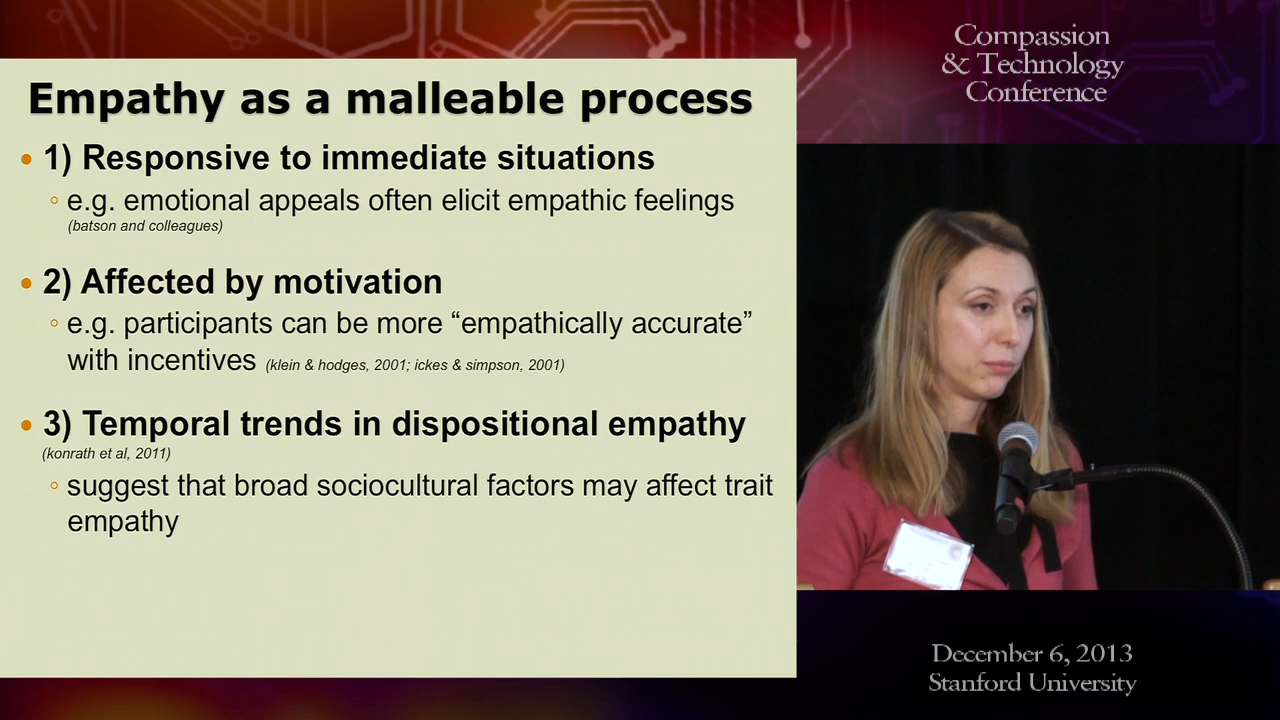 Compassion
& Technology
Conference
Empathy as a malleable process
1) Responsive to immediate situations
e.g. emotional appeals often elicit empathic feelings
(batson and colleagues)
2) Affected by motivation
e.g. participants can be more “empathically accurate”
with incentives (klein & hodges, 2001; ickes & simpson, 2001)
3) Temporal trends in dispositional empathy
(konrath et al, 2011)
suggest that broad sociocultural factors may affect trait
empathy
December 6, 2013
Stanford University